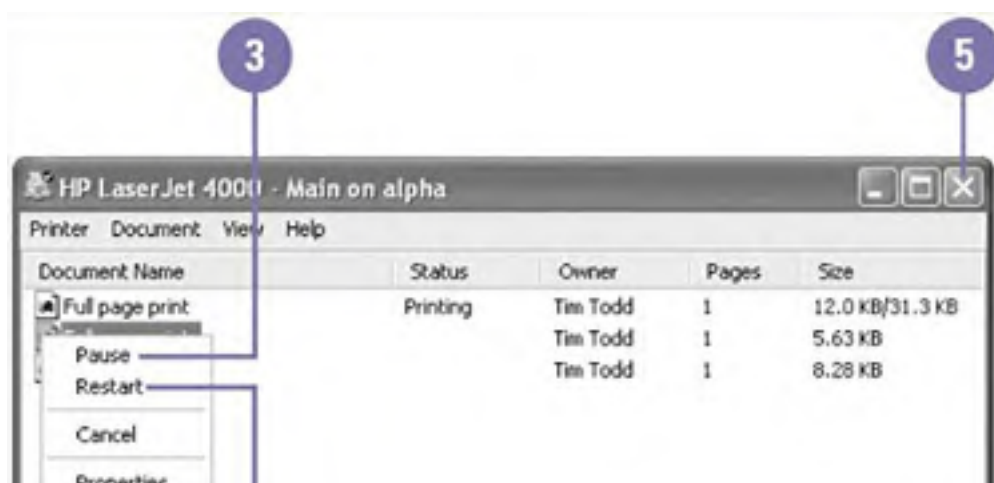 3
5
HP LaserJet 4000 - Main on alpha
Printer Document View Help
Document Name Status Owner Pages Size
Full page print Printing Tim Todd 1 12.0 KB/31.3 KB
Tim Todd 1 5.63 KB
Pause
Tim Todd 1 8.28 KB
Restart
Cancel
Properties